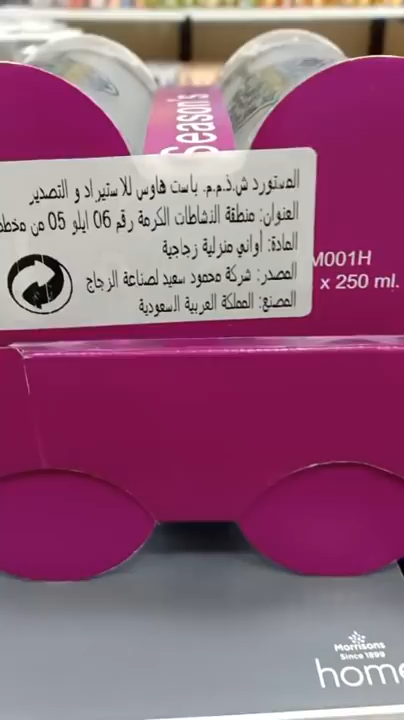 Season's
المستورد ش.ذ.م.م. باست هاوس للاستيراد و التصدير
العنوان: منطقة النشاطات الكرمة رقم 06 ايلو 05 من مخطط
المادة: أواني منزلية زجاجية
المصدر: شركة محمود سعيد لصناعة الزجاج
المصنع: المملكة العربية السعودية
M001H
x 250 ml.
Morrisons
Since 1899
home